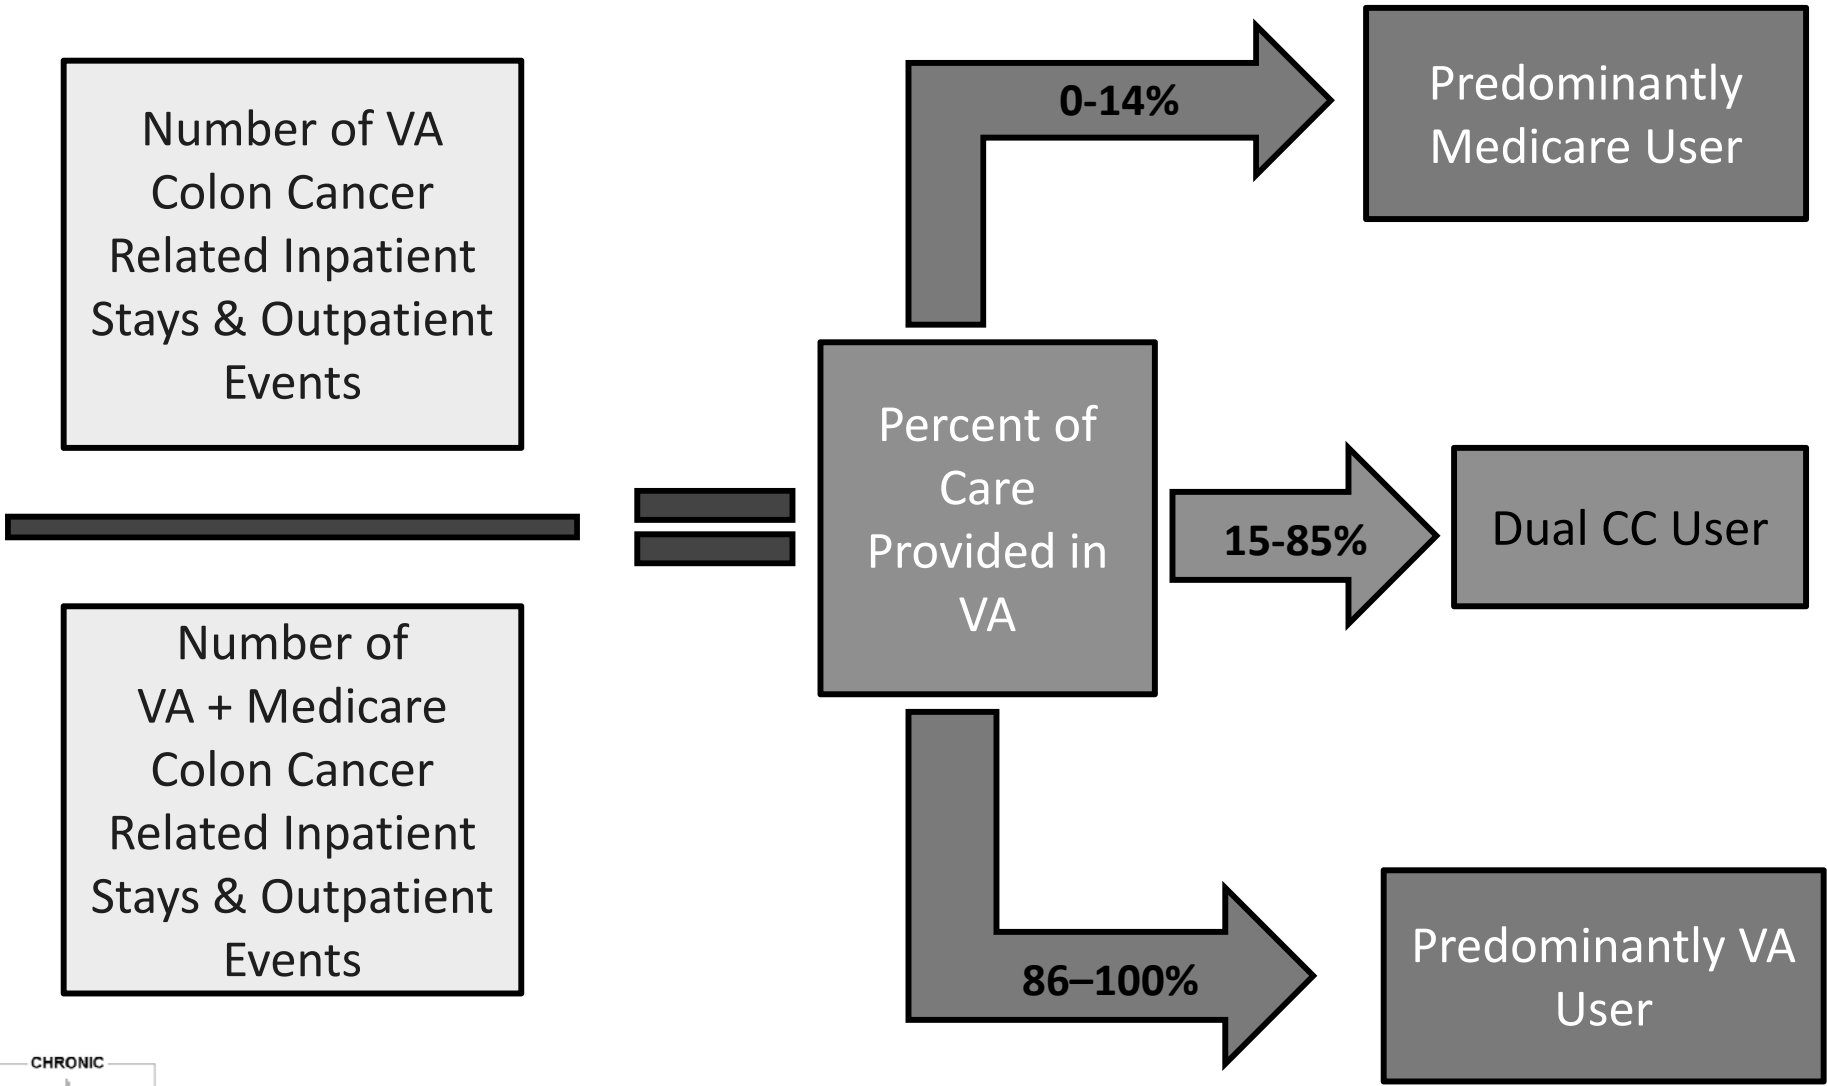 Number of VA
Colon Cancer
Related Inpatient
Stays & Outpatient
Events
Number of
VA + Medicare
Colon Cancer
Related Inpatient
Stays & Outpatient
Events
Percent of
Care
Provided in
VA
0-14%
Predominantly
Medicare User
15-85%
Dual CC User
86–100%
Predominantly VA
User
CHRONIC